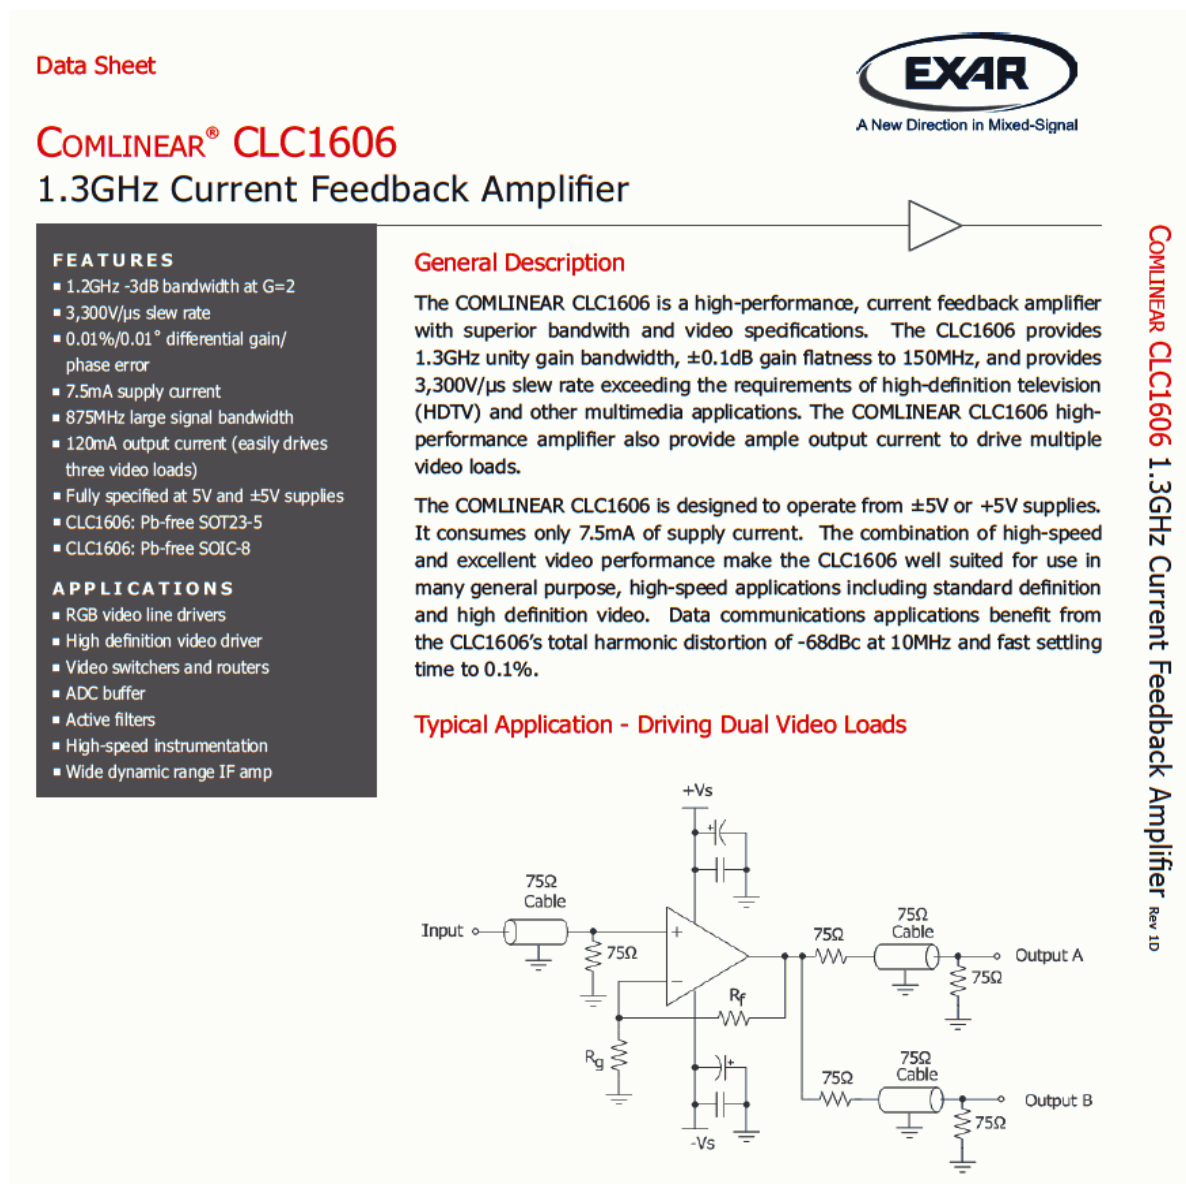 Data Sheet
EXAR
A New Direction in Mixed-Signal
COMLINEAR® CLC1606
1.3GHz Current Feedback Amplifier
FEATURES
▪ 1.2GHz -3dB bandwidth at G=2
▪ 3,300V/μs slew rate
▪ 0.01%/0.01˚ differential gain/
phase error
▪ 7.5mA supply current
▪ 875MHz large signal bandwidth
▪ 120mA output current (easily drives
three video loads)
▪ Fully specified at 5V and ±5V supplies
▪ CLC1606: Pb-free SOT23-5
▪ CLC1606: Pb-free SOIC-8
APPLICATIONS
▪ RGB video line drivers
▪ High definition video driver
▪ Video switchers and routers
▪ ADC buffer
▪ Active filters
▪ High-speed instrumentation
▪ Wide dynamic range IF amp
General Description
The COMLINEAR CLC1606 is a high-performance, current feedback amplifier
with superior bandwith and video specifications. The CLC1606 provides
1.3GHz unity gain bandwidth, ±0.1dB gain flatness to 150MHz, and provides
3,300V/μs slew rate exceeding the requirements of high-definition television
(HDTV) and other multimedia applications. The COMLINEAR CLC1606 high-
performance amplifier also provide ample output current to drive multiple
video loads.
The COMLINEAR CLC1606 is designed to operate from ±5V or +5V supplies.
It consumes only 7.5mA of supply current. The combination of high-speed
and excellent video performance make the CLC1606 well suited for use in
many general purpose, high-speed applications including standard definition
and high definition video. Data communications applications benefit from
the CLC1606's total harmonic distortion of -68dBc at 10MHz and fast settling
time to 0.1%.
Typical Application - Driving Dual Video Loads
+Vs
+
75Ω
Cable
Input
75Ω
+
-
Rf
Rg
+
-Vs
75Ω
75Ω
Cable
Output A
75Ω
75Ω
75Ω
Cable
Output B
75Ω
COMLINEAR CLC1606 1.3GHz Current Feedback Amplifier Rev 1D